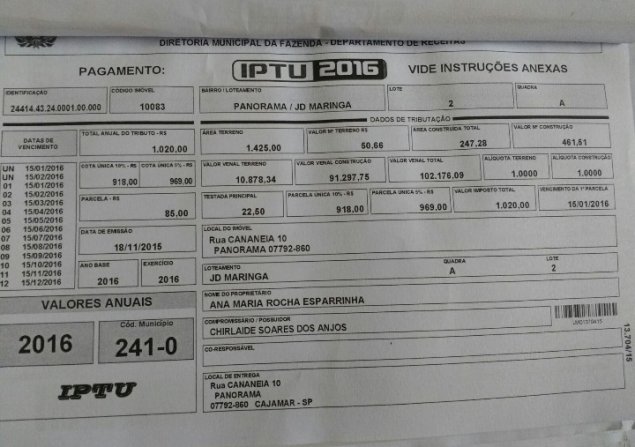 DIRETORIA MUNICIPAL DA FAZENDA - DEPARTAMENTO DE RECEITAS
PAGAMENTO:
IPTU 2016
VIDE INSTRUÇÕES ANEXAS
IDENTIFICAÇÃO
24414.43.24.0001.00.000
CÓDIGO IMÓVEL
10083
BAIRRO / LOTEAMENTO
PANORAMA / JD MARINGA
LOTE
2
QUADRA
A
DADOS DE TRIBUTAÇÃO
DATAS DE VENCIMENTO
TOTAL ANUAL DO TRIBUTO - R$
1.020,00
ÁREA TERRENO
1.425,00
VALOR M² TERRENO R$
50,66
ÁREA CONSTRUÍDA TOTAL
247,28
VALOR M² CONSTRUÇÃO
461,51
UN 15/01/2016
UN 15/02/2016
01 15/01/2016
02 15/02/2016
03 15/03/2016
04 15/04/2016
05 15/05/2016
06 15/06/2016
07 15/07/2016
08 15/08/2016
09 15/09/2016
10 15/10/2016
11 15/11/2016
12 15/12/2016
COTA ÚNICA 10% - R$
918,00
COTA ÚNICA 5% - R$
969,00
VALOR VENAL TERRENO
10.878,34
VALOR VENAL CONSTRUÇÃO
91.297,75
VALOR VENAL TOTAL
102.176,09
ALIQUOTA TERRENO
1.0000
ALIQUOTA CONSTRUÇÃO
1.0000
PARCELA - R$
85,00
TESTADA PRINCIPAL
22,50
PARCELA ÚNICA 10% - R$
918,00
PARCELA ÚNICA 5% - R$
969,00
VALOR IMPOSTO TOTAL
1.020,00
VENCIMENTO DA 1ª PARCELA
15/01/2016
DATA DE EMISSÃO
18/11/2015
LOCAL DO IMÓVEL
Rua CANANEIA 10
PANORAMA 07792-860
ANO BASE
2016
EXERCÍCIO
2016
LOTEAMENTO
JD MARINGA
QUADRA
A
LOTE
2
VALORES ANUAIS
NOME DO PROPRIETÁRIO
ANA MARIA ROCHA ESPARRINHA
2016
Cód. Município
241-0
COMPROMISSÁRIO / POSSUIDOR
CHIRLAIDE SOARES DOS ANJOS
13.704/15
CO-RESPONSÁVEL
IPTU
LOCAL DE ENTREGA
Rua CANANEIA 10
PANORAMA
07792-860 CAJAMAR - SP